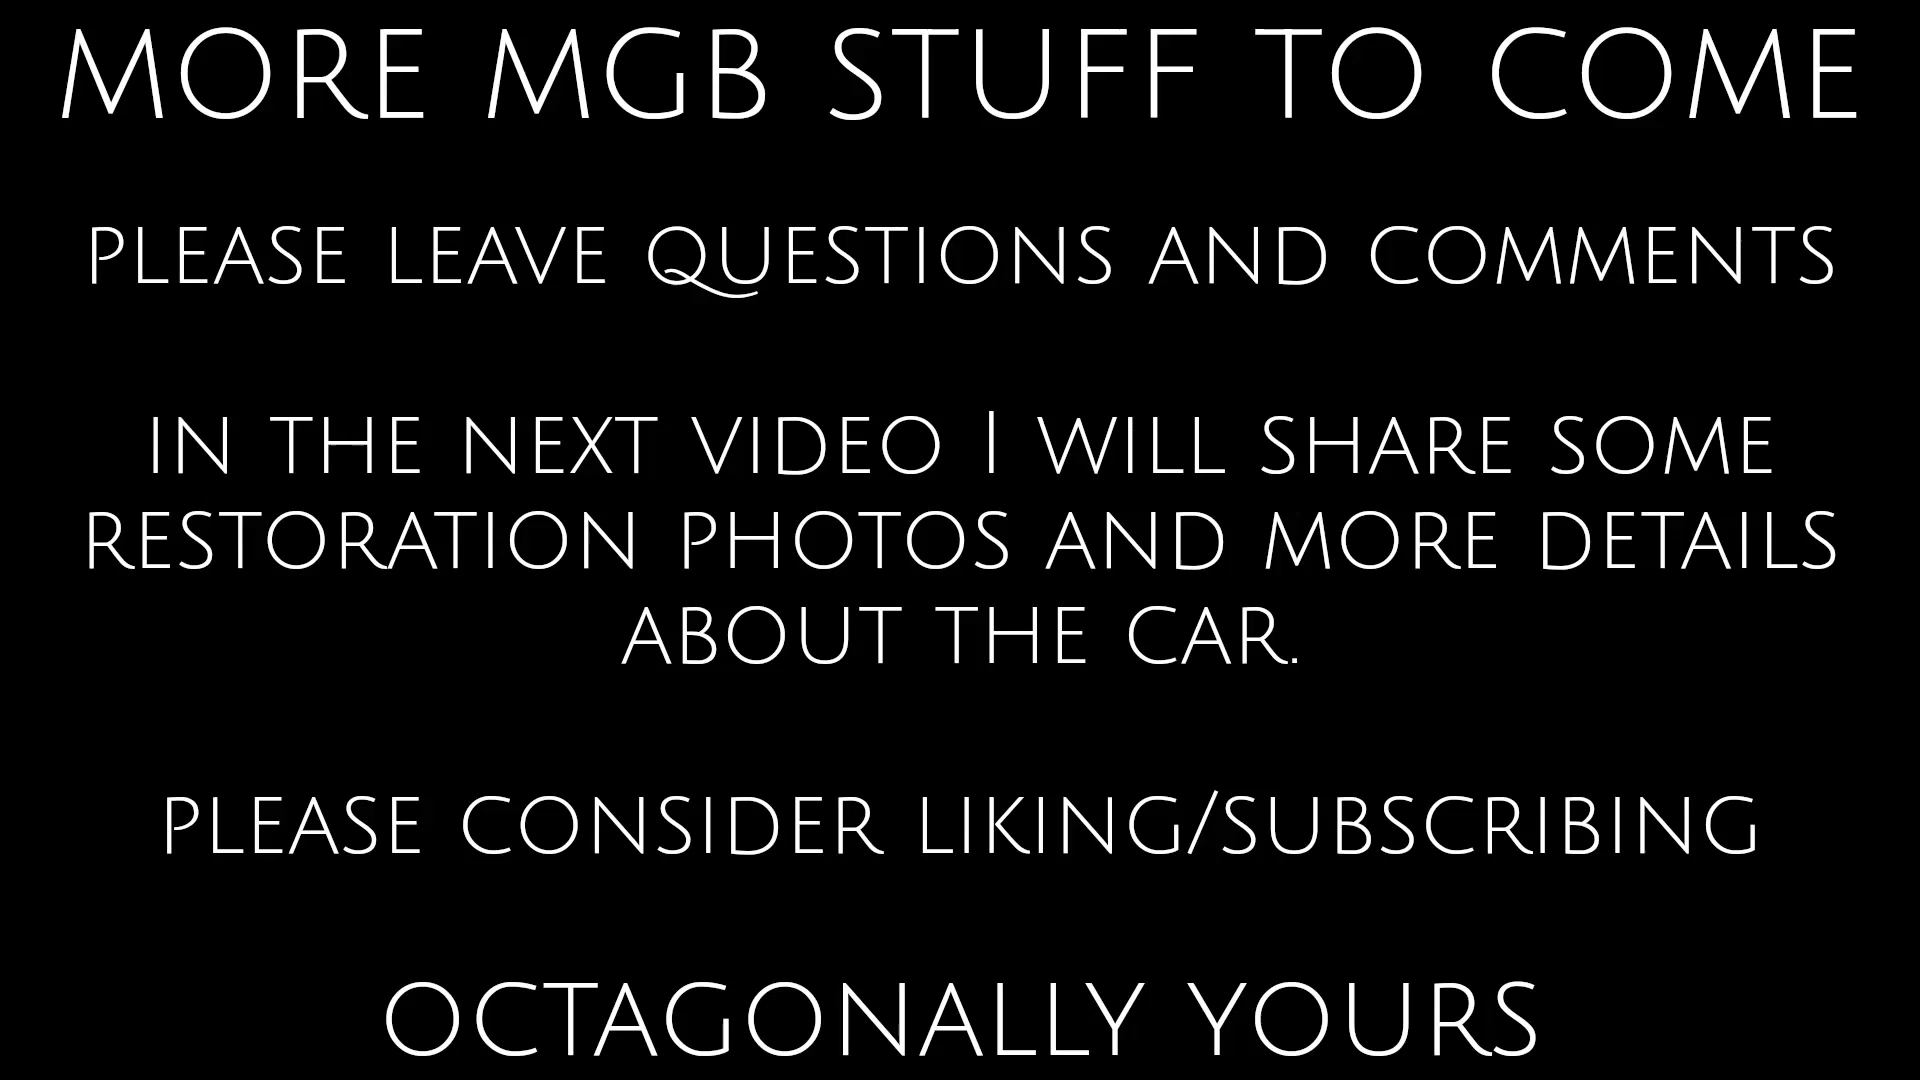 MORE MGB STUFF TO COME
PLEASE LEAVE QUESTIONS AND COMMENTS
IN THE NEXT VIDEO I WILL SHARE SOME
RESTORATION PHOTOS AND MORE DETAILS
ABOUT THE CAR.
PLEASE CONSIDER LIKING/SUBSCRIBING
OCTAGONALLY YOURS